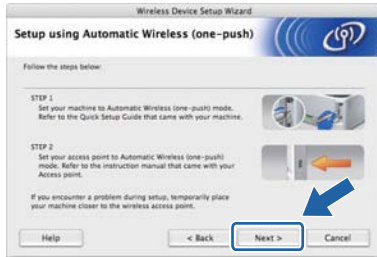 Wireless Device Setup Wizard
Setup using Automatic Wireless (one-push)
Follow the steps below:
STEP 1
Set your machine to Automatic Wireless (one-push) mode.
Refer to the Quick Setup Guide that came with your machine.
STEP 2
Set your access point to Automatic Wireless (one-push)
mode. Refer to the instruction manual that came with your
Access point.
If you encounter a problem during setup, temporarily place
your machine closer to the wireless access point.
Help
< Back
Next >
Cancel